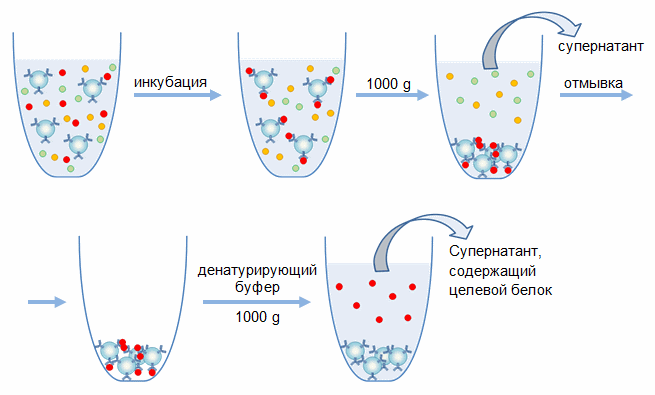 инкубация
1000 g
супернатант
отмывка
денатурирующий
буфер
1000 g
Супернатант,
содержащий
целевой белок